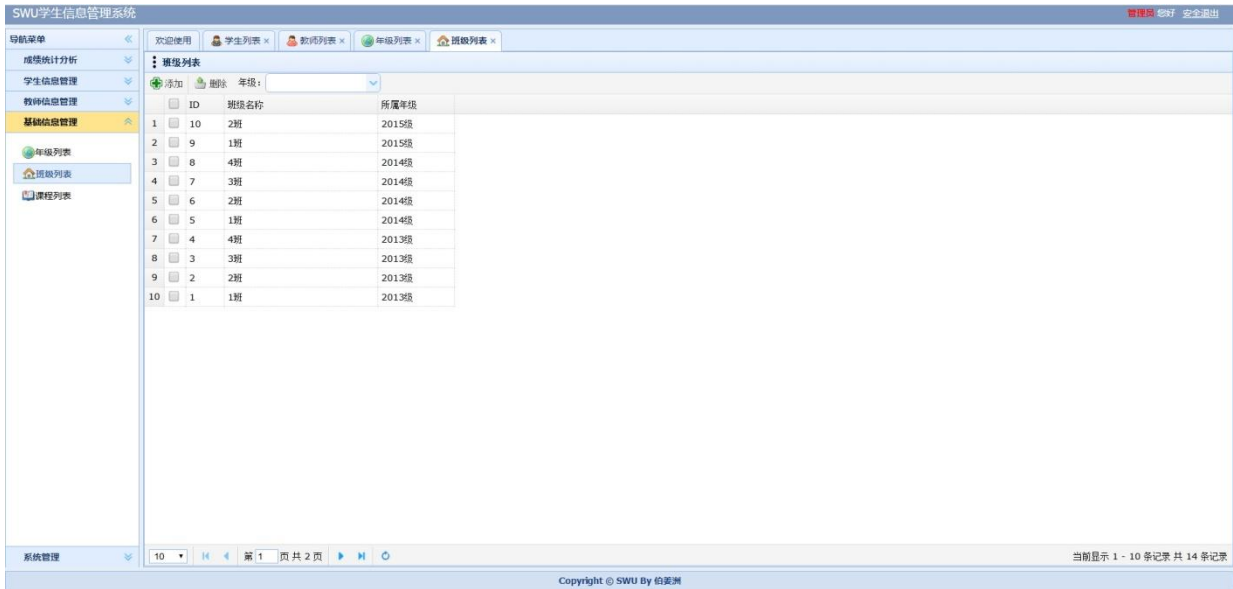 SWU学生信息管理系统 管理员 您好 安全退出
导航菜单 欢迎使用 学生列表 教师列表 年级列表 班级列表
成绩统计分析 班级列表
学生信息管理 添加 删除 年级：
教师信息管理 ID 班级名称 所属年级
基础信息管理 1 10 2班 2015级
2 9 1班 2015级
年级列表 3 8 4班 2014级
班级列表 4 7 3班 2014级
课程列表 5 6 2班 2014级
6 5 1班 2014级
7 4 4班 2013级
8 3 3班 2013级
9 2 2班 2013级
10 1 1班 2013级
系统管理 10 第 1 页 共 2 页 当前显示 1 - 10 条记录 共 14 条记录
Copyright © SWU By 伯姜洲